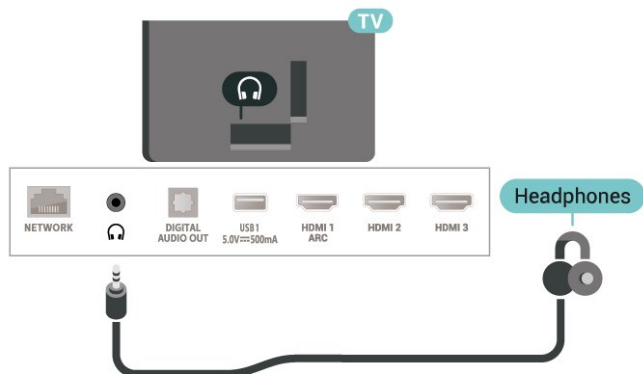 TV
NETWORK
DIGITAL
AUDIO OUT
USB 1
5.0V⎓500mA
HDMI 1
ARC
HDMI 2
HDMI 3
Headphones